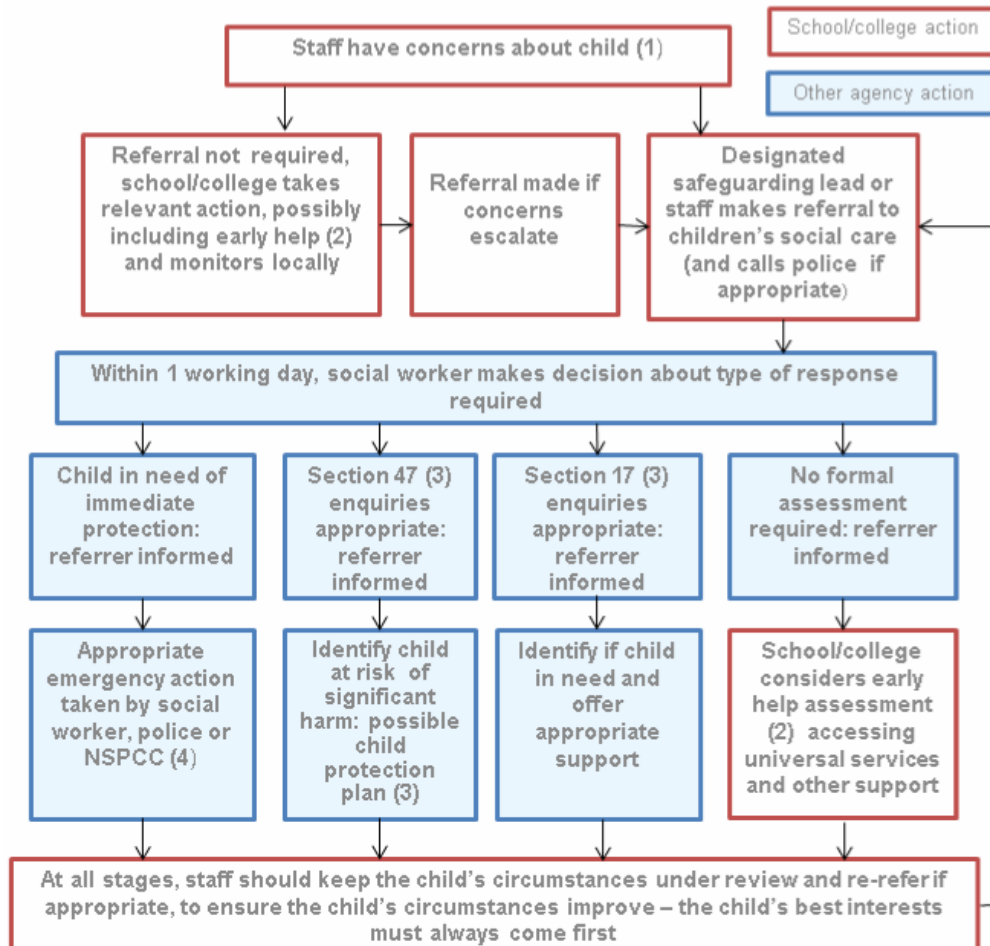 School/college action
Staff have concerns about child (1)
Other agency action
Referral not required,
school/college takes
relevant action, possibly
including early help (2)
and monitors locally
Referral made if
concerns
escalate
Designated
safeguarding lead or
staff makes referral to
children’s social care
(and calls police if
appropriate)
Within 1 working day, social worker makes decision about type of response
required
Child in need of
immediate
protection:
referrer informed
Section 47 (3)
enquiries
appropriate:
referrer
informed
Section 17 (3)
enquiries
appropriate:
referrer
informed
No formal
assessment
required: referrer
informed
Appropriate
emergency action
taken by social
worker, police or
NSPCC (4)
Identify child
at risk of
significant
harm: possible
child
protection
plan (3)
Identify if child
in need and
offer
appropriate
support
School/college
considers early
help assessment
(2) accessing
universal services
and other support
At all stages, staff should keep the child’s circumstances under review and re-refer if
appropriate, to ensure the child’s circumstances improve – the child’s best interests
must always come first